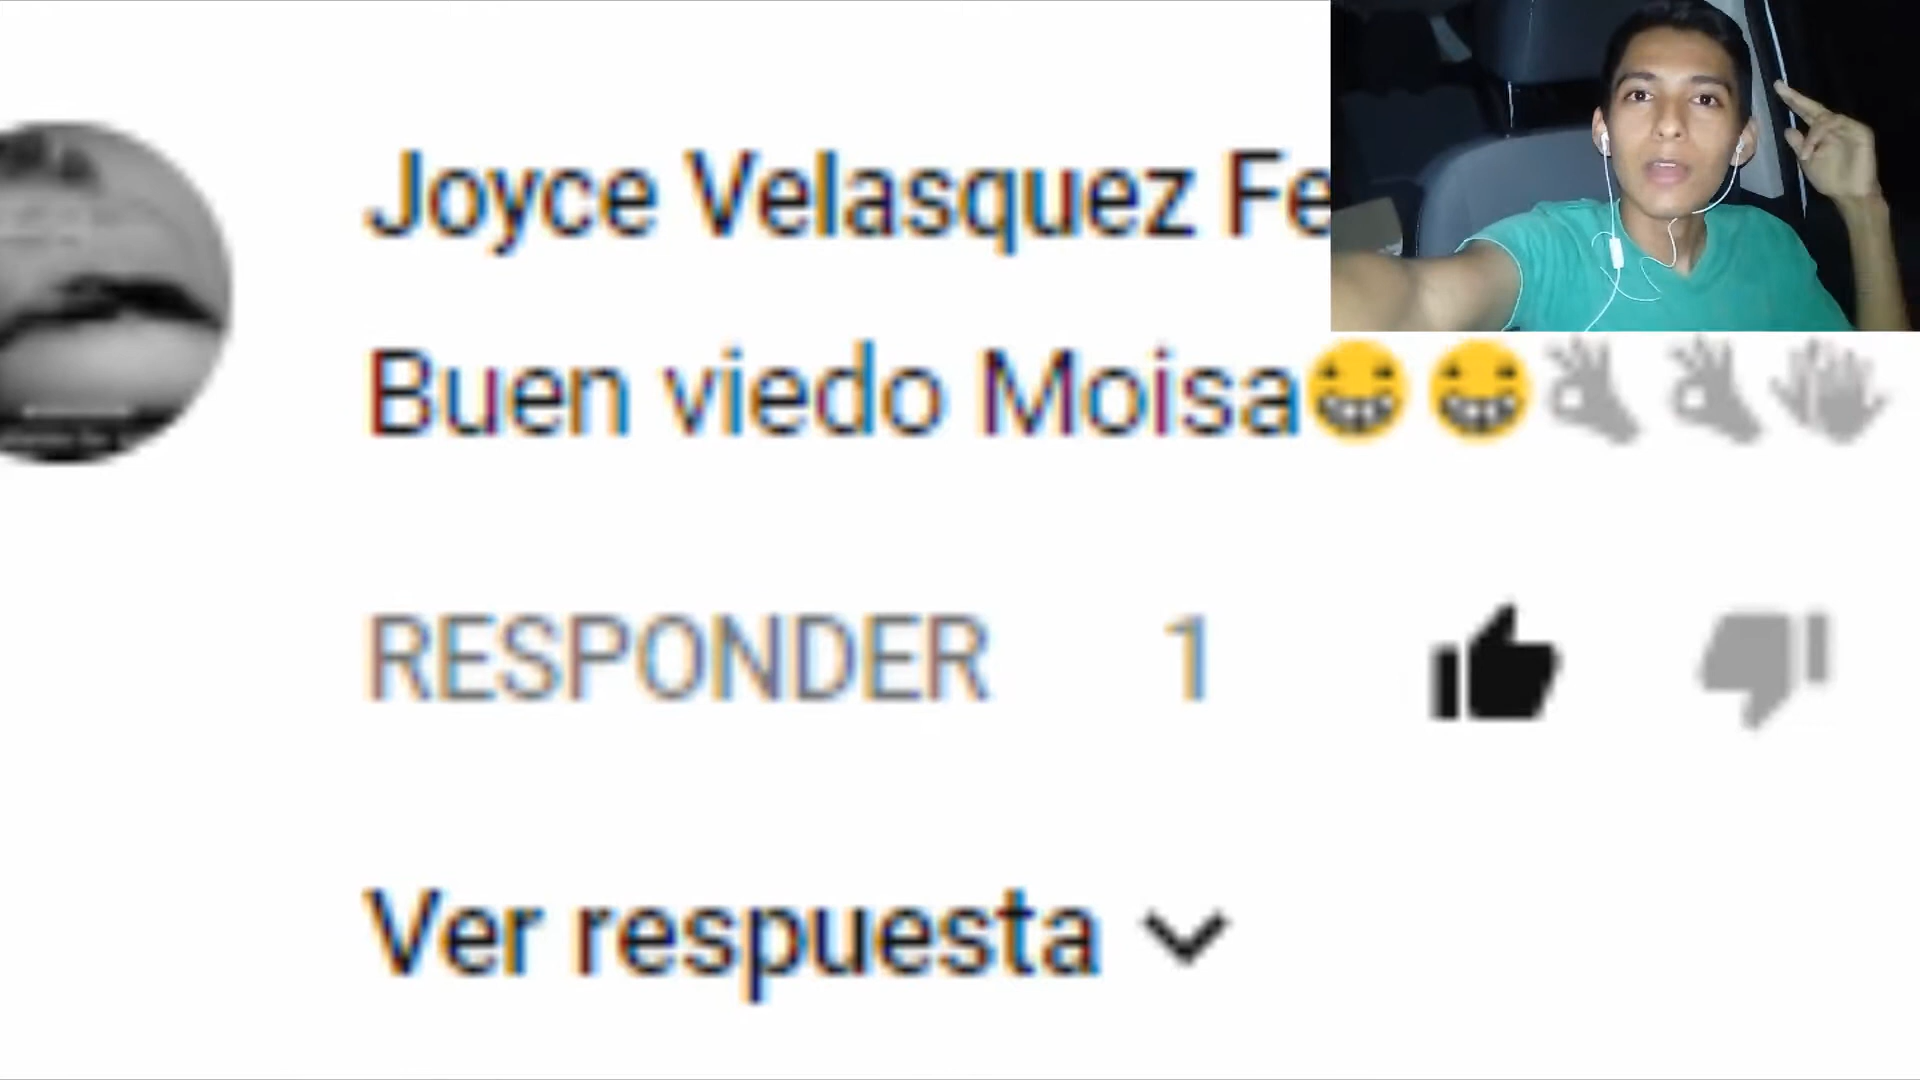 Joyce Velasquez Fe
Buen viedo Moisa😂😂👌👌👋
RESPONDER 1
Ver respuesta